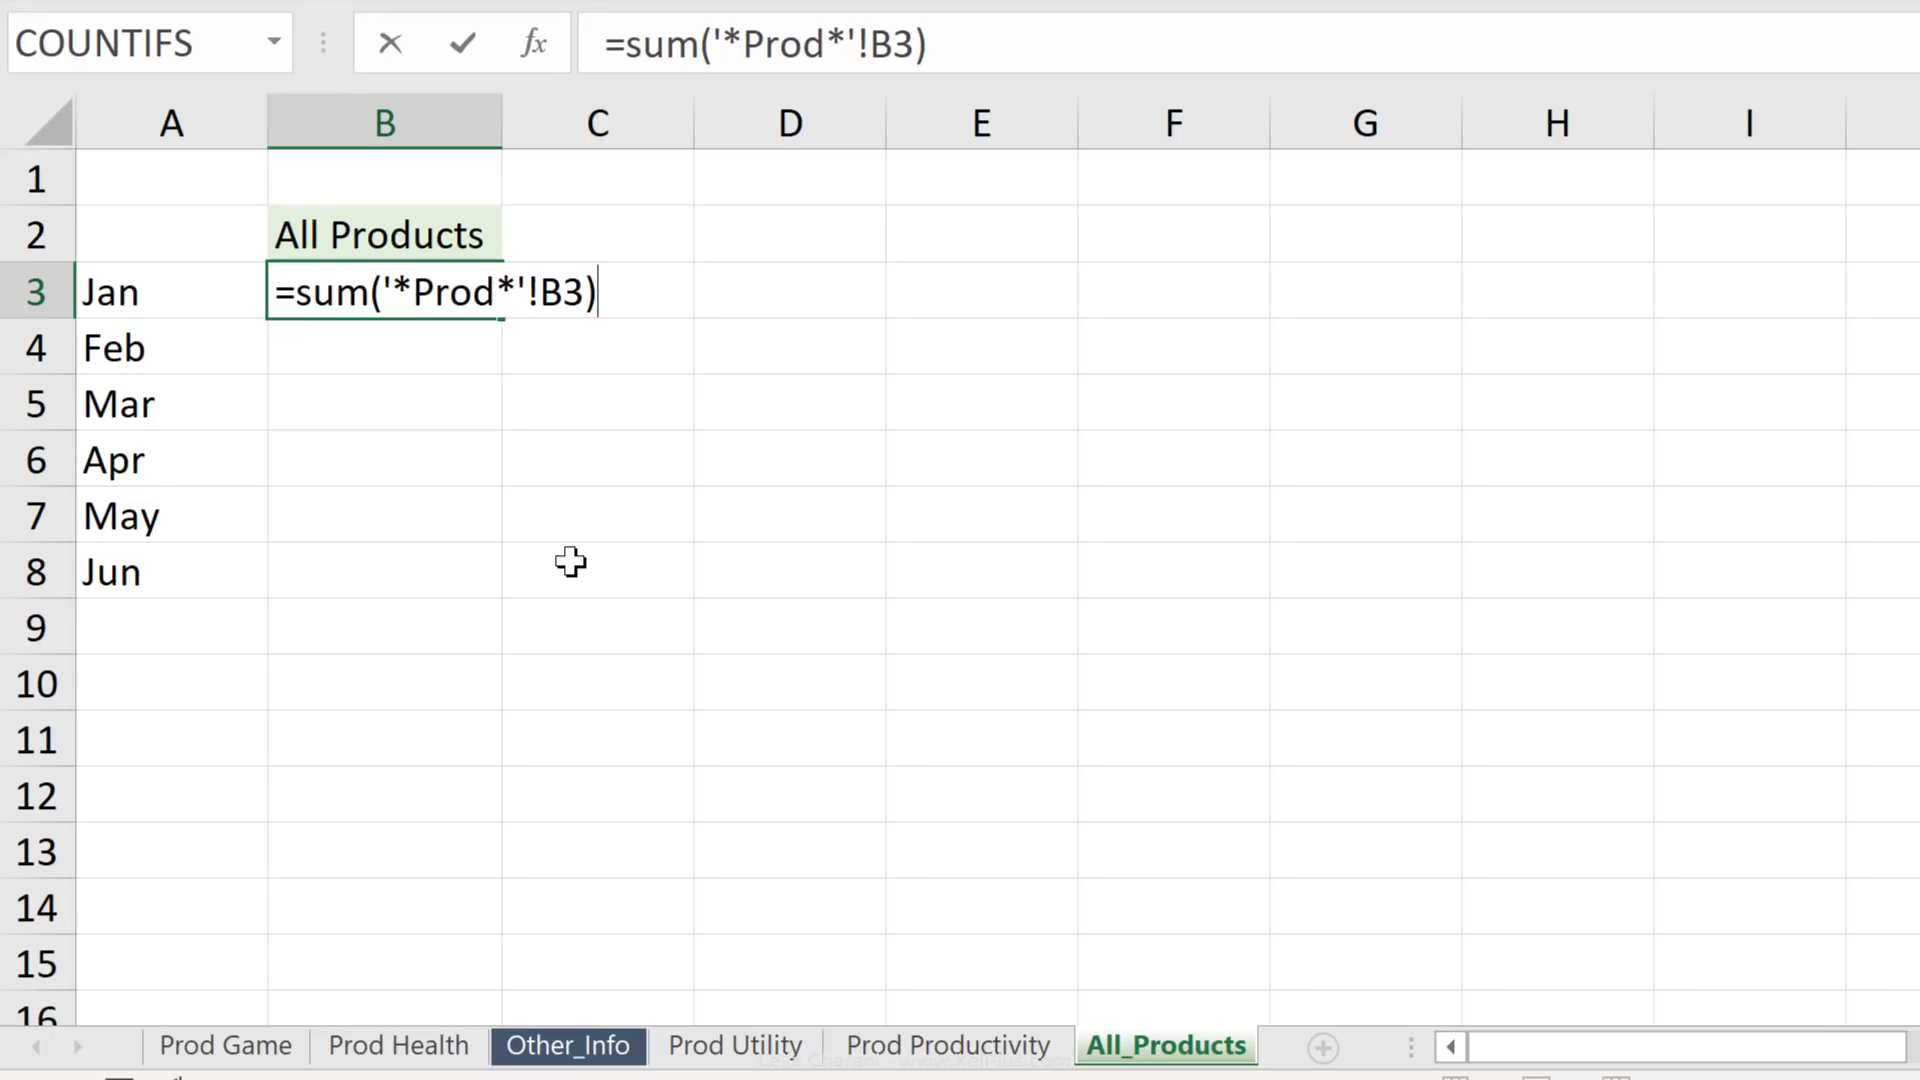 COUNTIFS fx =sum('*Prod*'!B3)
A B C D E F G H I
1
2 All Products
3 Jan =sum('*Prod*'!B3)
4 Feb
5 Mar
6 Apr
7 May
8 Jun
9
10
11
12
13
14
15
16
Prod Game Prod Health Other_Info Prod Utility Prod Productivity All_Products